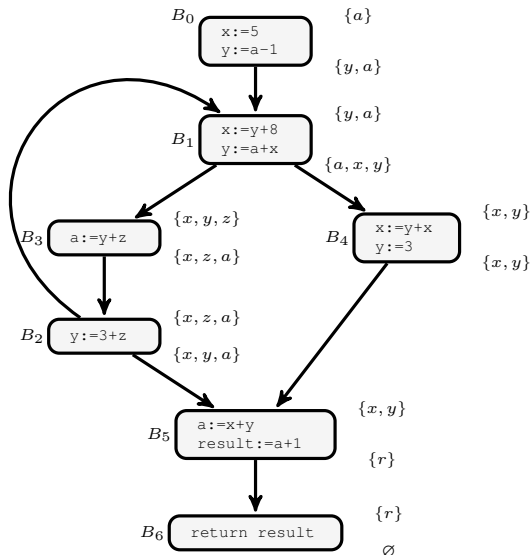 B₀ x:=5 {a}
y:=a-1
{y, a}
{y, a}
B₁ x:=y+8
y:=a+x
{a, x, y}
{x, y, z}
B₃ a:=y+z
{x, z, a}
{x, y}
B₄ x:=y+x
y:=3
{x, y}
{x, z, a}
B₂ y:=3+z
{x, y, a}
{x, y}
B₅ a:=x+y
result:=a+1
{r}
{r}
B₆ return result
∅